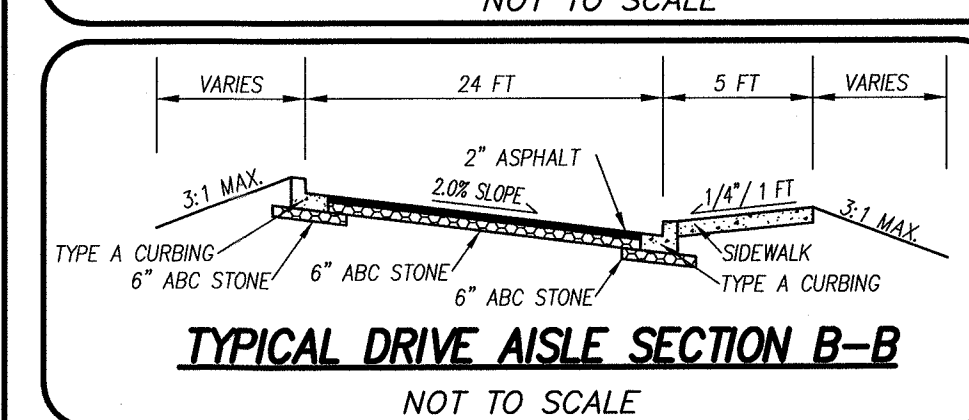 NOT TO SCALE
VARIES 24 FT 5 FT VARIES
2" ASPHALT
3:1 MAX. 2.0% SLOPE 1/4"/ 1 FT 3:1 MAX.
TYPE A CURBING SIDEWALK
6" ABC STONE 6" ABC STONE TYPE A CURBING
6" ABC STONE
TYPICAL DRIVE AISLE SECTION B-B
NOT TO SCALE